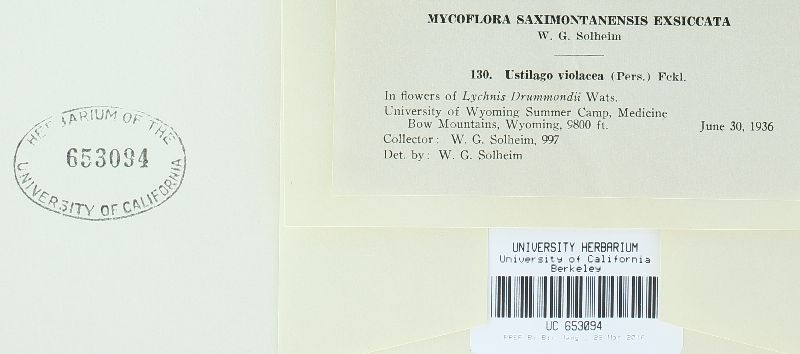 MYCOFLORA SAXIMONTANENSIS EXSICCATA
W. G. Solheim
130. Ustilago violacea (Pers.) Fckl.
In flowers of Lychnis Drummondii Wats.
University of Wyoming Summer Camp, Medicine
Bow Mountains, Wyoming, 9800 ft. June 30, 1936
Collector: W. G. Solheim, 997
Det. by: W. G. Solheim
HERBARIUM OF THE
653094
UNIVERSITY OF CALIFORNIA
UNIVERSITY HERBARIUM
University of California
Berkeley
UC 653094